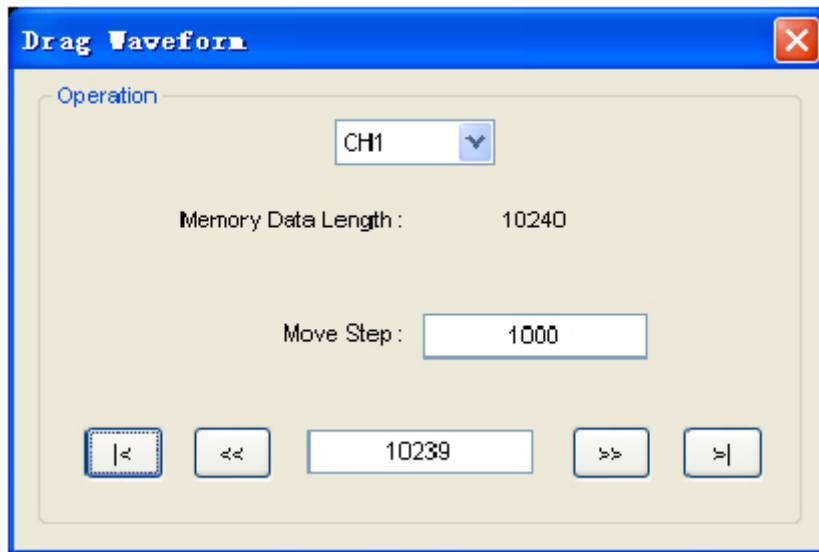 Drag Waveform
Operation
CH1
Memory Data Length : 10240
Move Step : 1000
|< << 10239 >> >|